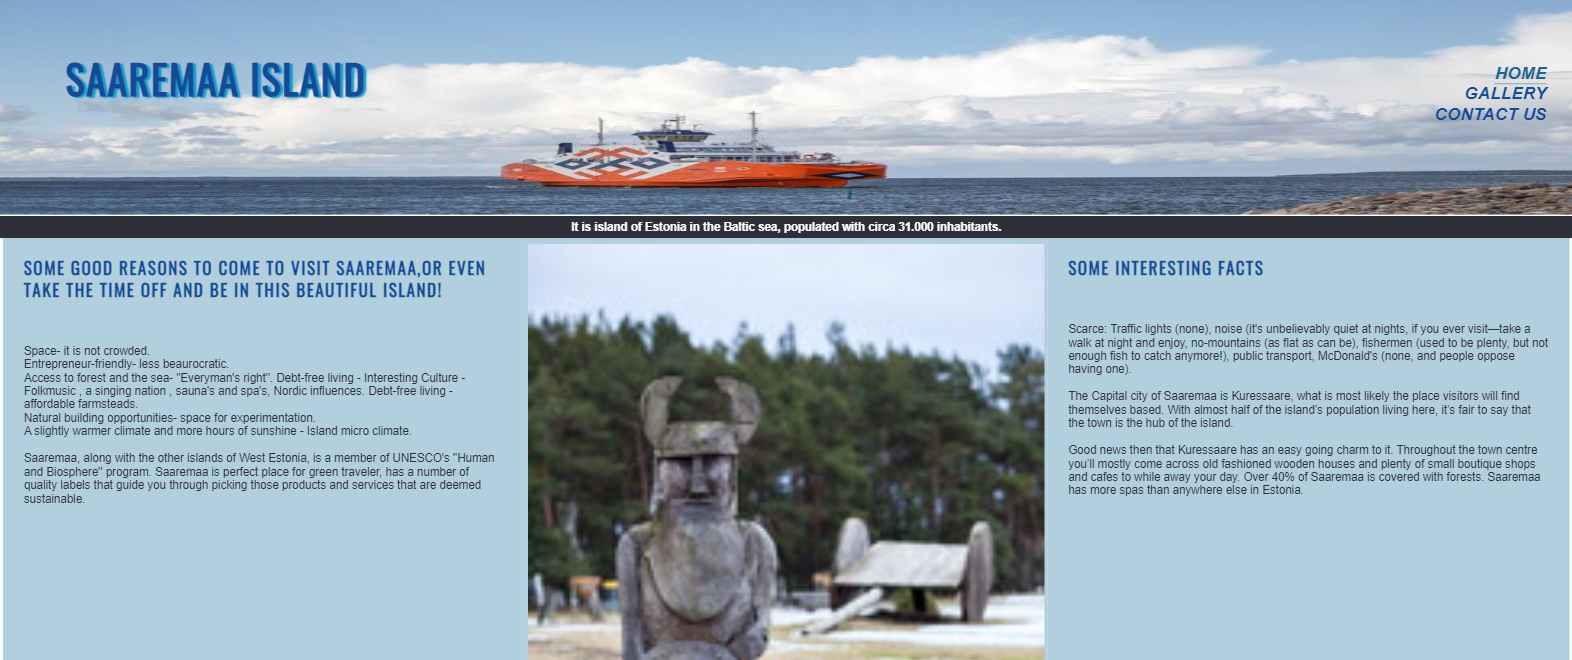 SAAREMAA ISLAND
HOME
GALLERY
CONTACT US
It is island of Estonia in the Baltic sea, populated with circa 31.000 inhabitants.
SOME GOOD REASONS TO COME TO VISIT SAAREMAA,OR EVEN
TAKE THE TIME OFF AND BE IN THIS BEAUTIFUL ISLAND!
Space- it is not crowded.
Entrepreneur-friendly- less beaurocratic.
Access to forest and the sea- "Everyman's right". Debt-free living - Interesting Culture -
Folkmusic , a singing nation , sauna's and spa's, Nordic influences. Debt-free living -
affordable farmsteads.
Natural building opportunities- space for experimentation.
A slightly warmer climate and more hours of sunshine - Island micro climate.
Saaremaa, along with the other islands of West Estonia, is a member of UNESCO's "Human
and Biosphere" program. Saaremaa is perfect place for green traveler, has a number of
quality labels that guide you through picking those products and services that are deemed
sustainable.
SOME INTERESTING FACTS
Scarce: Traffic lights (none), noise (it's unbelievably quiet at nights, if you ever visit—take a
walk at night and enjoy, no-mountains (as flat as can be), fishermen (used to be plenty, but not
enough fish to catch anymore!), public transport, McDonald's (none, and people oppose
having one).
The Capital city of Saaremaa is Kuressaare, what is most likely the place visitors will find
themselves based. With almost half of the island's population living here, it's fair to say that
the town is the hub of the island.
Good news then that Kuressaare has an easy going charm to it. Throughout the town centre
you'll mostly come across old fashioned wooden houses and plenty of small boutique shops
and cafes to while away your day. Over 40% of Saaremaa is covered with forests. Saaremaa
has more spas than anywhere else in Estonia.